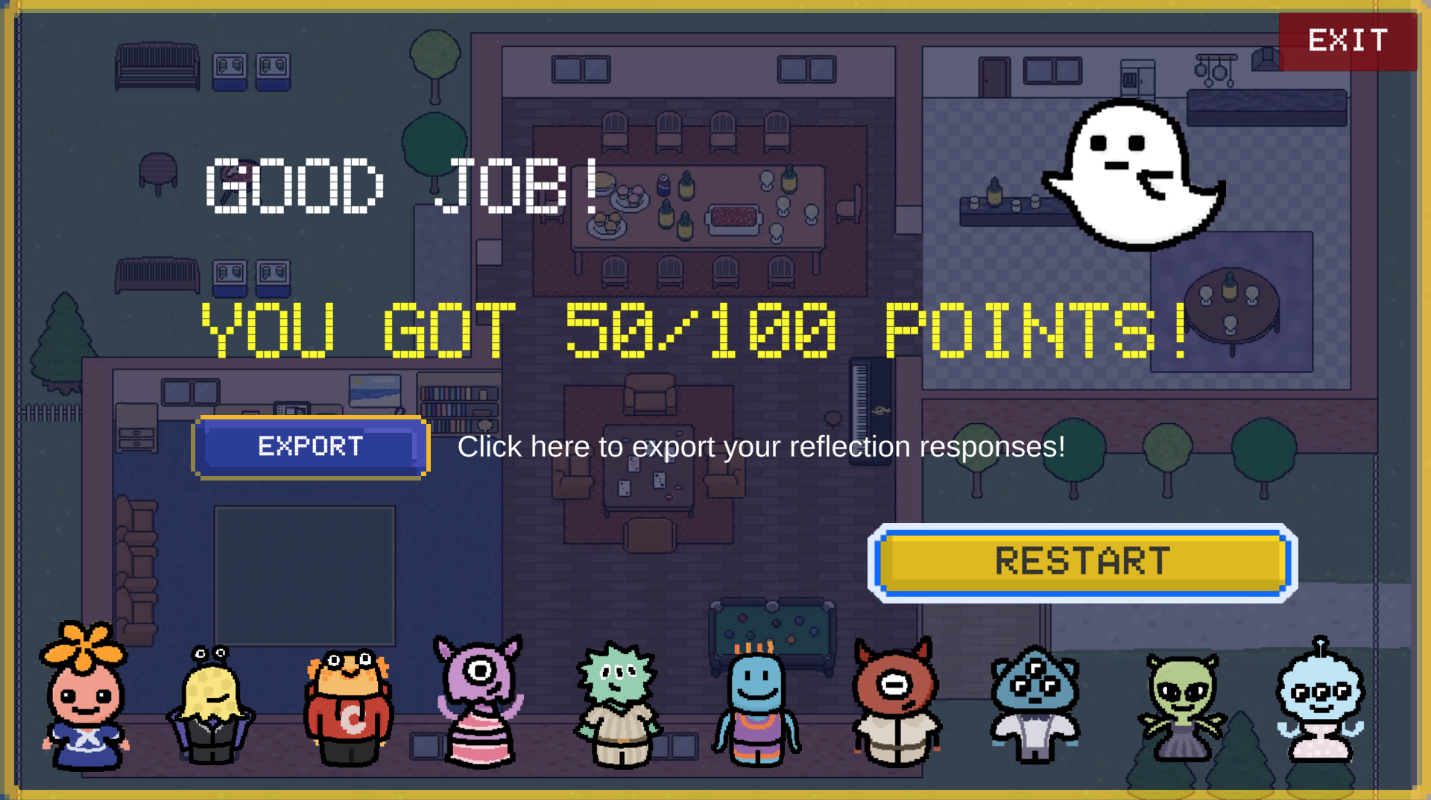 EXIT
GOOD JOB!
YOU GOT 50/100 POINTS!
EXPORT
Click here to export your reflection responses!
RESTART
C